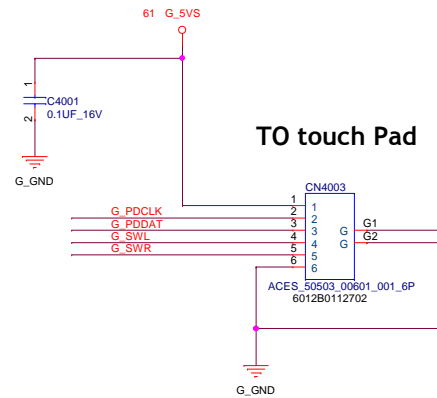 61 G_5VS
1
C4001
2
0.1UF_16V
G_GND
TO touch Pad
CN4003
1 1
G_PDCLK 2 2
G_PDDAT 3 3 G G1
G_SWL 4 4 G G2
G_SWR 5 5
6 6
ACES_50503_00601_001_6P
6012B0112702
G_GND